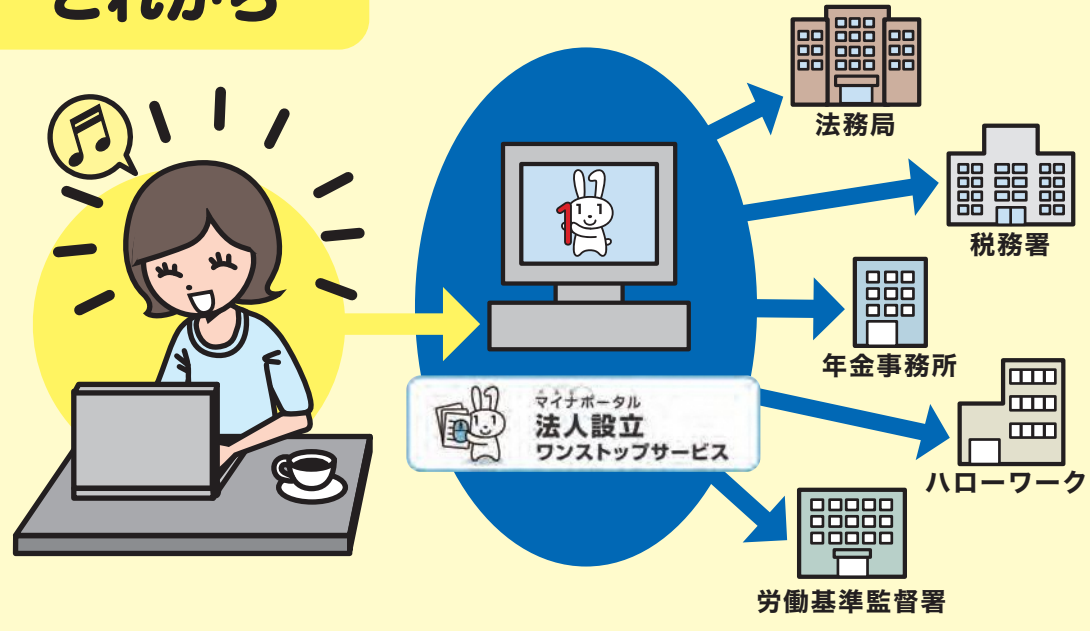 これから
法務局
税務署
年金事務所
マイナポータル
法人設立
ワンストップサービス
ハローワーク
労働基準監督署